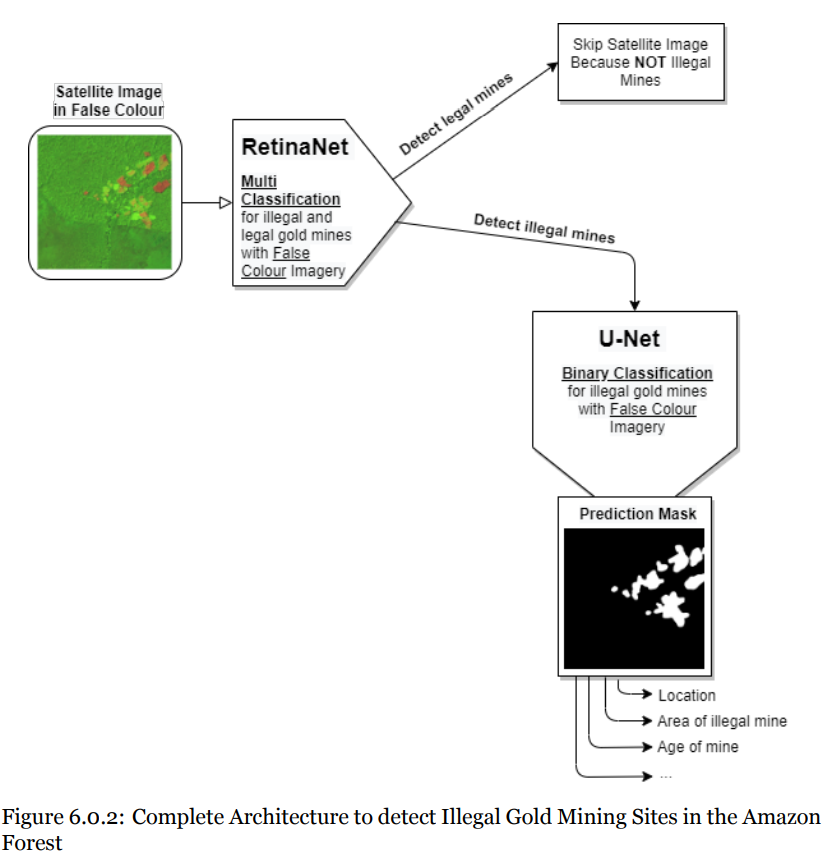 Satellite Image
in False Colour
RetinaNet
Multi
Classification
for illegal and
legal gold mines
with False
Colour Imagery
Detect legal mines
Skip Satellite Image
Because NOT Illegal
Mines
Detect illegal mines
U-Net
Binary Classification
for illegal gold mines
with False Colour
Imagery
Prediction Mask
Location
Area of illegal mine
Age of mine
...
Figure 6.0.2: Complete Architecture to detect Illegal Gold Mining Sites in the Amazon
Forest